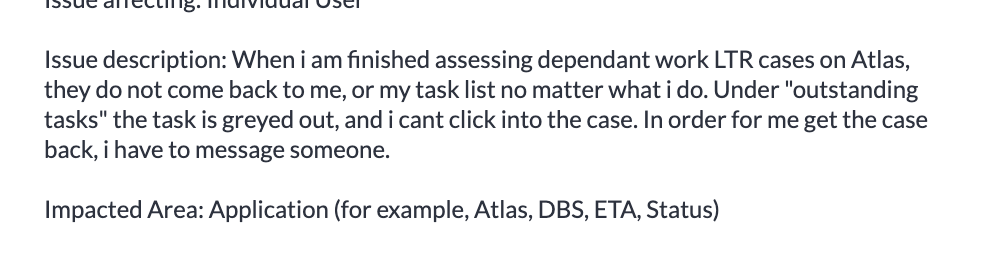 Issue affecting: Individual User
Issue description: When i am finished assessing dependant work LTR cases on Atlas,
they do not come back to me, or my task list no matter what i do. Under "outstanding
tasks" the task is greyed out, and i cant click into the case. In order for me get the case
back, i have to message someone.
Impacted Area: Application (for example, Atlas, DBS, ETA, Status)